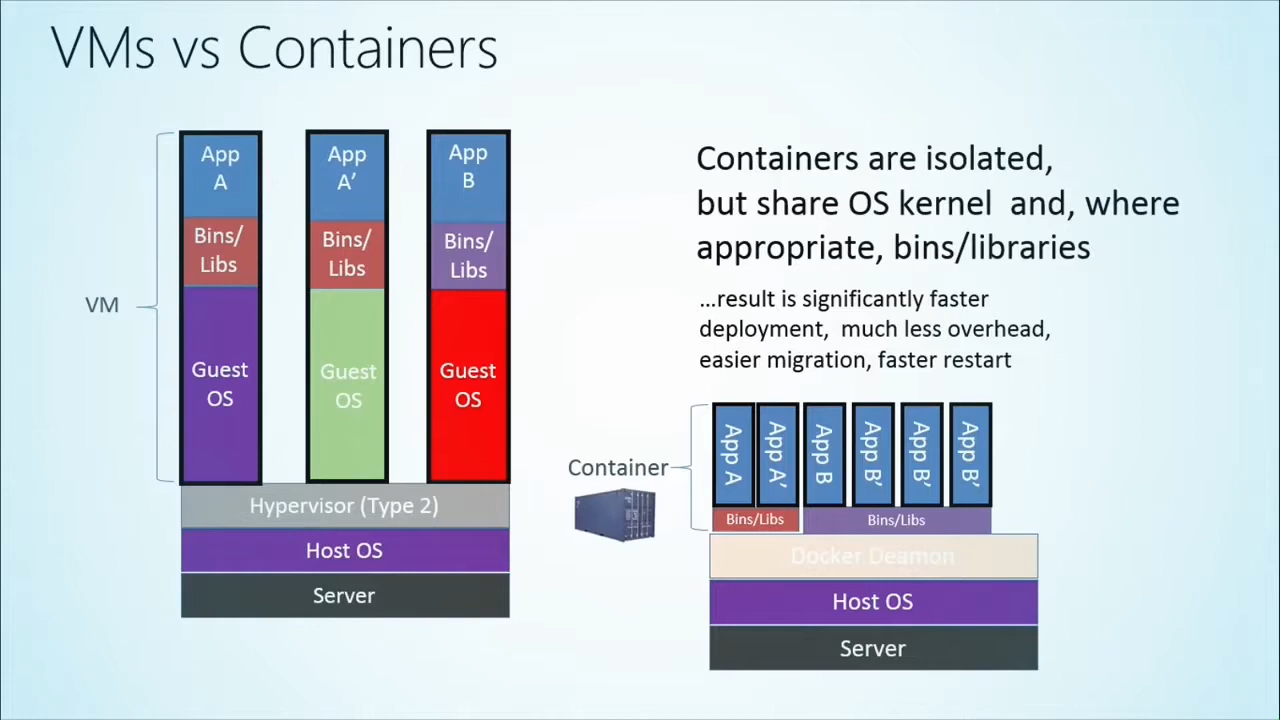 VMs vs Containers
App
A
App
A’
App
B
Bins/
Libs
Bins/
Libs
Bins/
Libs
VM
Guest
OS
Guest
OS
Guest
OS
Hypervisor (Type 2)
Host OS
Server
Containers are isolated,
but share OS kernel and, where
appropriate, bins/libraries
...result is significantly faster
deployment, much less overhead,
easier migration, faster restart
Container
App A
App A’
App B
App B’
App B’
App B’
Bins/Libs
Bins/Libs
Docker Deamon
Host OS
Server